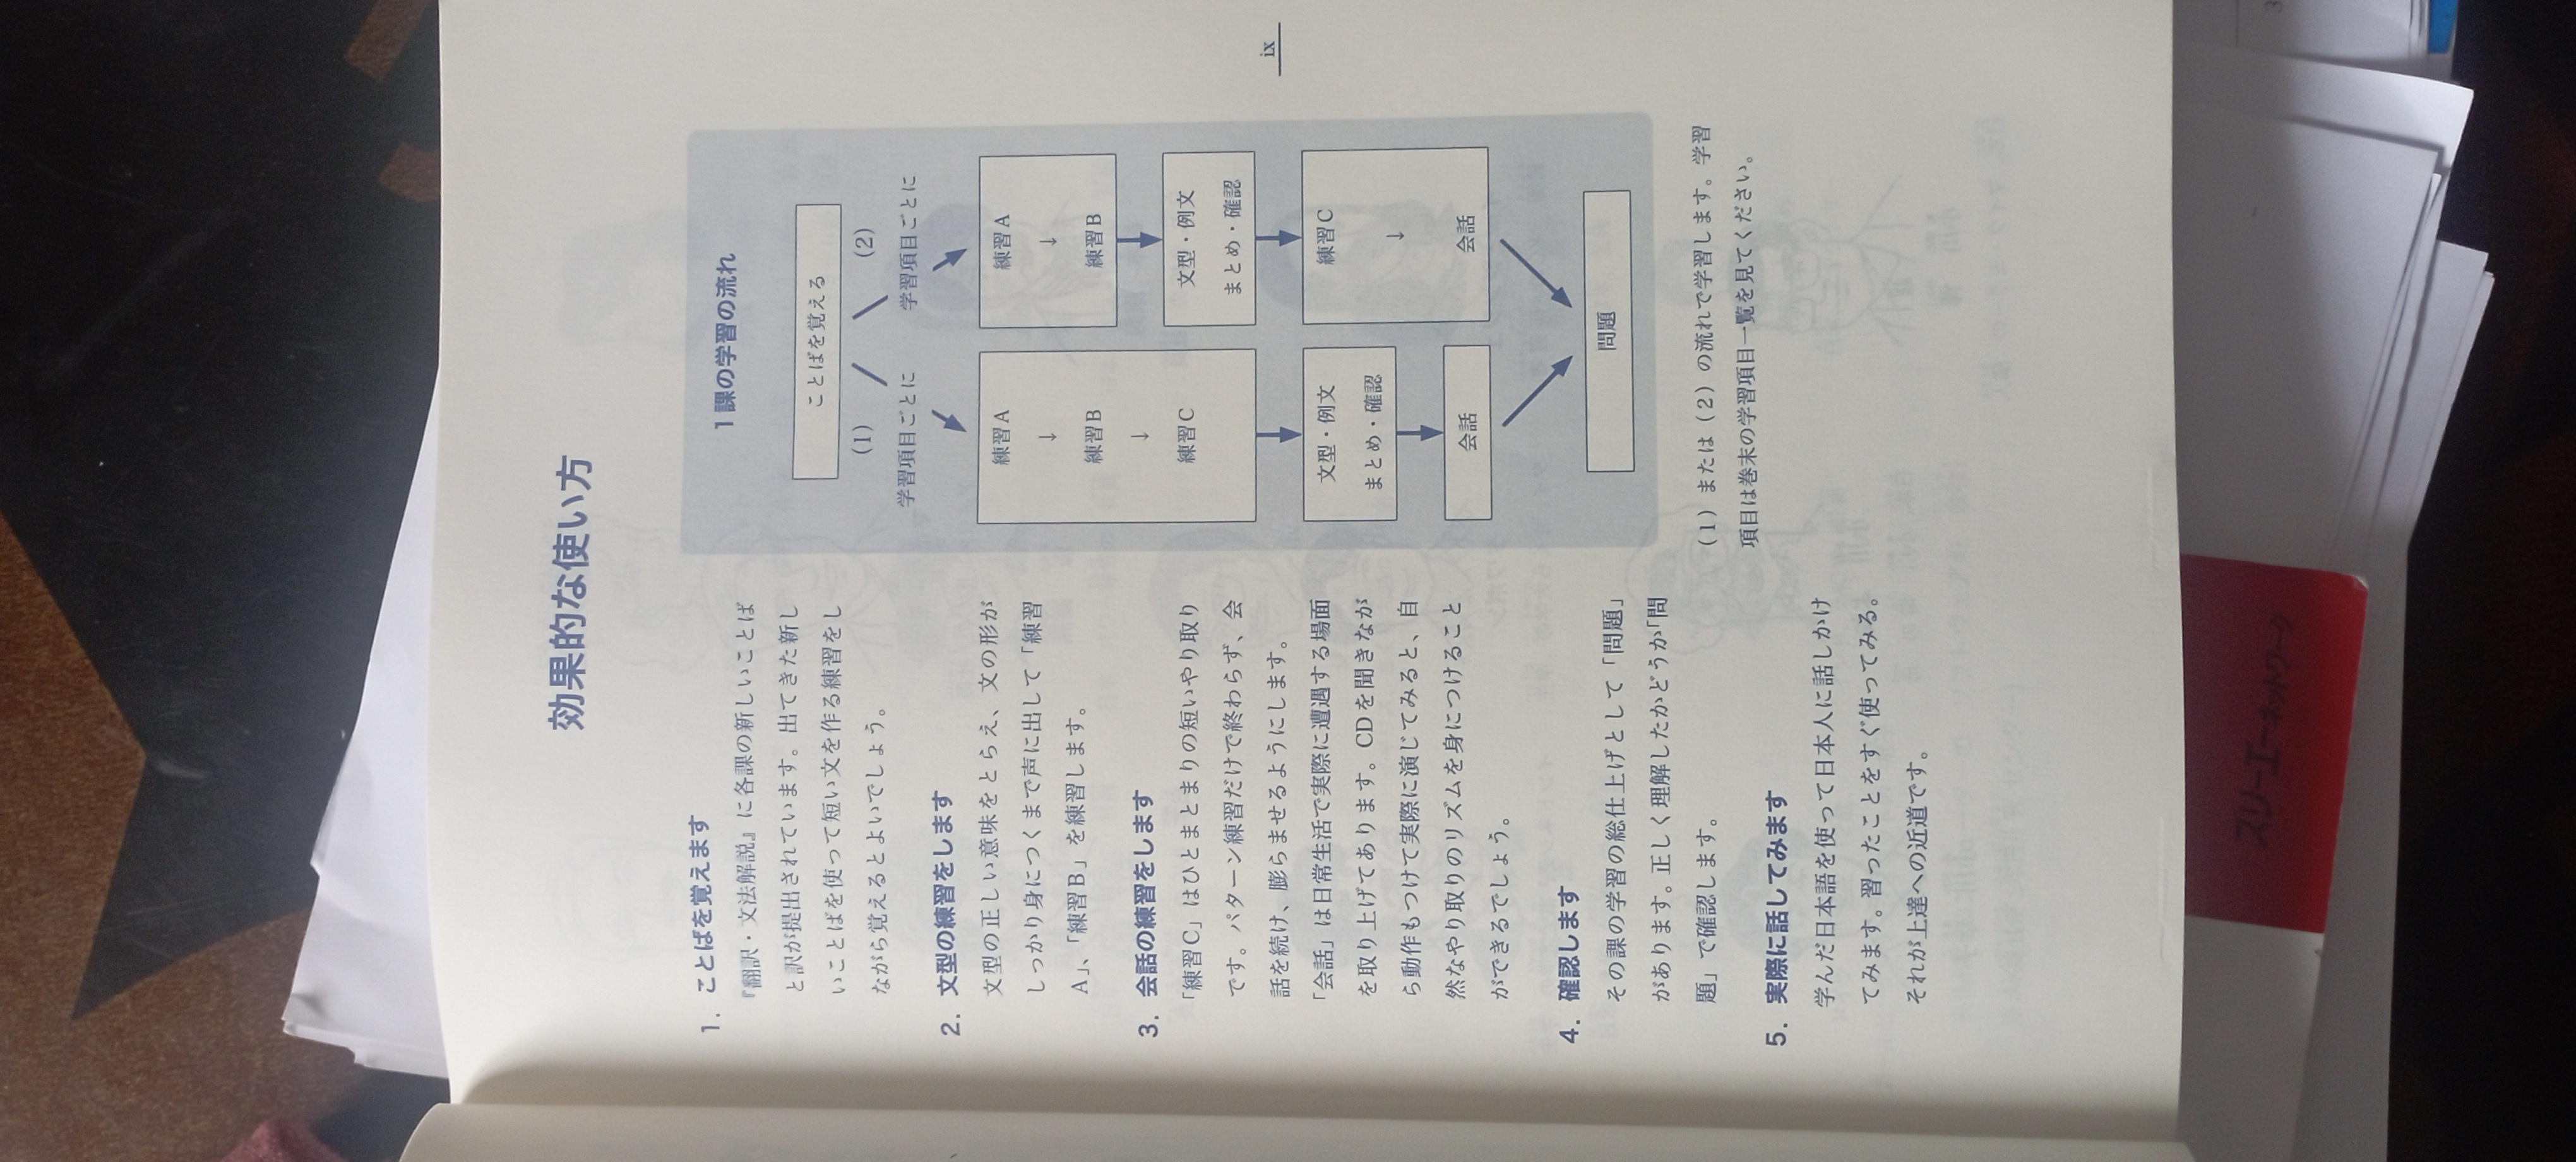 効果的な使い方
1. ことばを覚えます
『翻訳・文法解説』に各課の新しいことば
と訳が提出されています。出てきた新し
いことばを使って短い文を作る練習をし
ながら覚えるとよいでしょう。
2. 文型の練習をします
文型の正しい意味をとらえ、文の形が
しっかり身につくまで声に出して「練習
A」、「練習B」を練習します。
3. 会話の練習をします
「練習C」はひとまとまりの短いやり取り
です。パターン練習だけで終わらず、会
話を続け、膨らませるようにします。
「会話」は日常生活で実際に遭遇する場面
を取り上げてあります。CDを聞きなが
ら動作もつけて実際に演じてみると、自
然なやり取りのリズムを身につけること
ができるでしょう。
4. 確認します
その課の学習の総仕上げとして「問題」
があります。正しく理解したかどうか「問
題」で確認します。
5. 実際に話してみます
学んだ日本語を使って日本人に話しかけ
てみます。習ったことをすぐ使ってみる。
それが上達への近道です。
1課の学習の流れ
ことばを覚える
(1)
学習項目ごとに
練習A
↓
練習B
↓
練習C
文型・例文
まとめ・確認
会話
(2)
学習項目ごとに
練習A
↓
練習B
文型・例文
まとめ・確認
練習C
↓
会話
問題
(1)または(2)の流れで学習します。学習
項目は巻末の学習項目一覧を見てください。
ix
スリーエーネットワーク